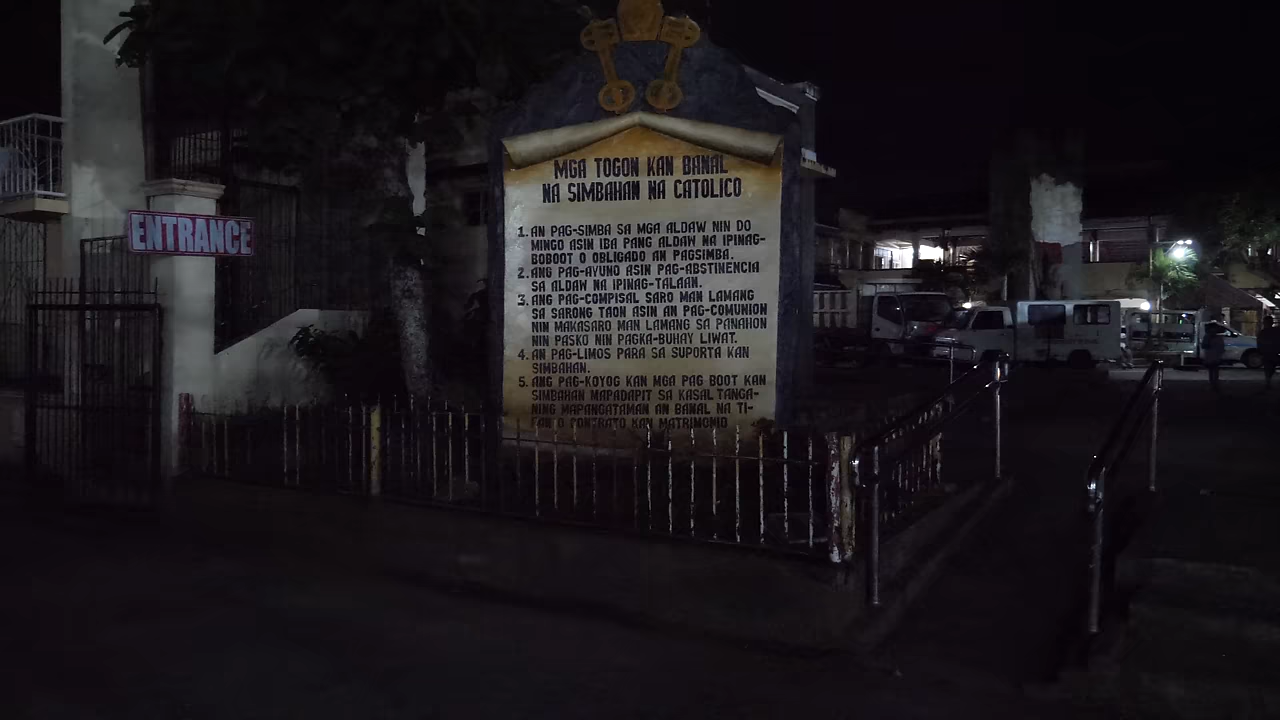 ENTRANCE
MGA TOGON KAN BANAL
NA SIMBAHAN NA CATOLICO
1. AN PAG-SIMBA SA MGA ALDAW NIN DO
MINGO ASIN IBA PANG ALDAW NA IPINAG-
BOBOOT O OBLIGADO AN PAGSIMBA.
2. ANG PAG-AYUNO ASIN PAG-ABSTINENCIA
SA ALDAW NA IPINAG-TALAAN.
3. ANG PAG-COMPISAL SARO MAN LAMANG
SA SARONG TAON ASIN AN PAG-COMUNION
NIN MAKASARO MAN LAMANG SA PANAHON
NIN PASKO NIN PAGKA-BUHAY LIWAT.
4. AN PAG-LIMOS PARA SA SUPORTA KAN
SIMBAHAN.
5. ANG PAG-KOYOG KAN MGA PAG BOOT KAN
SIMBAHAN MAPADAPIT SA KASAL TANGA-
NING MAPANGATAMAN AN BANAL NA TI-
PAN O CONTRATO KAN MATRIMONIO